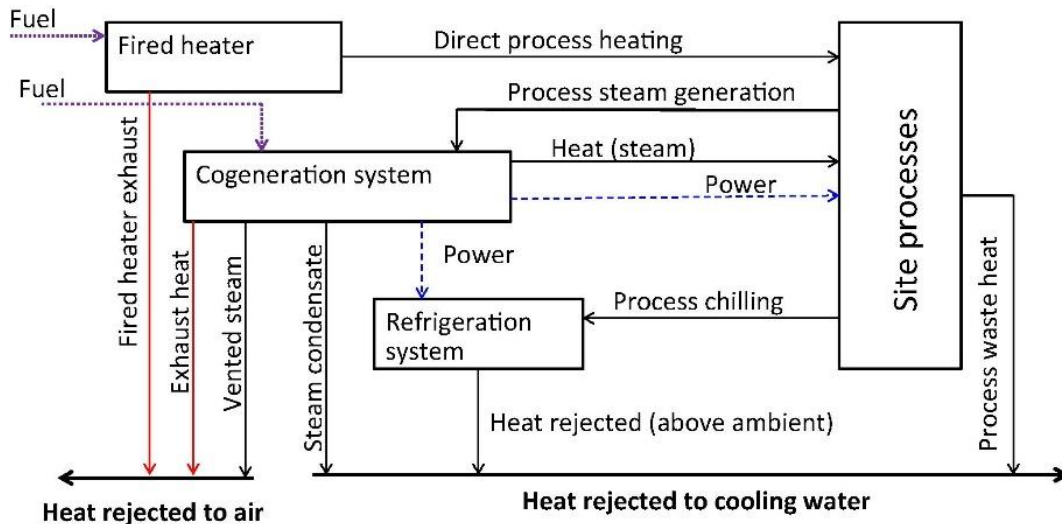 Fuel
Fired heater
Direct process heating
Fuel
Process steam generation
Cogeneration system
Heat (steam)
Power
Power
Site processes
Fired heater exhaust
Exhaust heat
Vented steam
Steam condensate
Process chilling
Refrigeration
system
Process waste heat
Heat rejected (above ambient)
Heat rejected to air
Heat rejected to cooling water